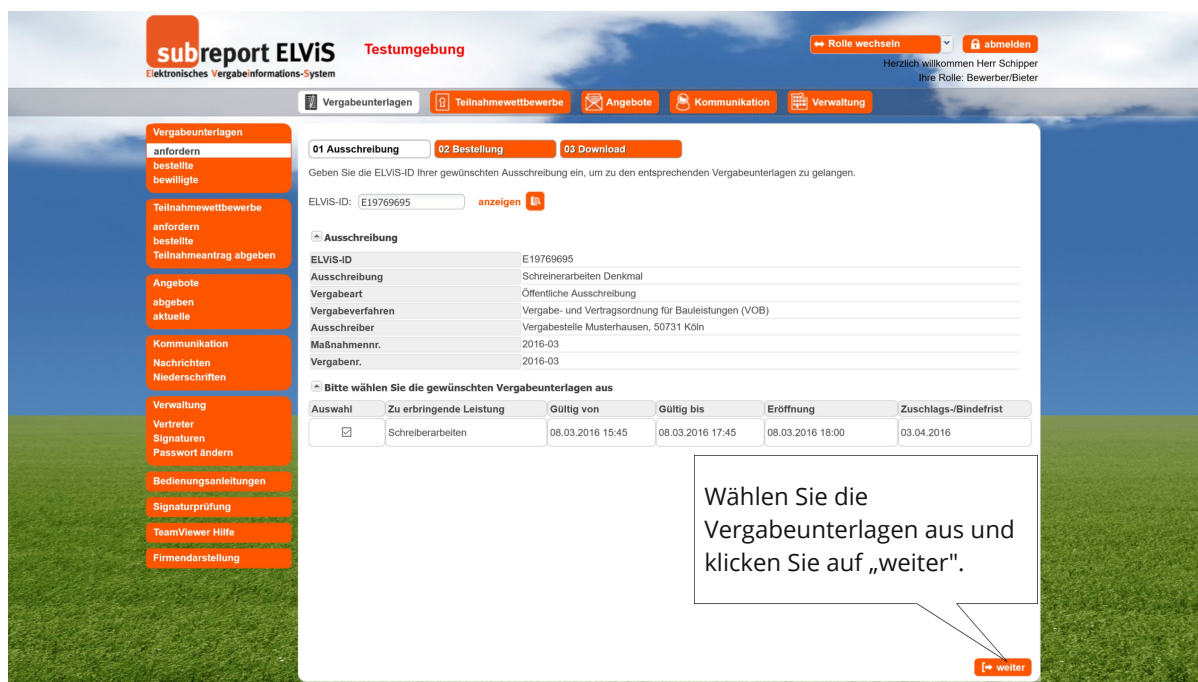 subreport ELViS
Elektronisches Vergabeinformations-System
Testumgebung
Rolle wechseln
abmelden
Herzlich willkommen Herr Schipper
Ihre Rolle: Bewerber/Bieter
Vergabeunterlagen Teilnahmewettbewerbe Angebote Kommunikation Verwaltung
Vergabeunterlagen
anfordern
bestellte
bewilligte
Teilnahmewettbewerbe
anfordern
bestellte
Teilnahmeantrag abgeben
Angebote
abgeben
aktuelle
Kommunikation
Nachrichten
Niederschriften
Verwaltung
Vertreter
Signaturen
Passwort ändern
Bedienungsanleitungen
Signaturprüfung
TeamViewer Hilfe
Firmendarstellung
01 Ausschreibung 02 Bestellung 03 Download
Geben Sie die ELViS-ID Ihrer gewünschten Ausschreibung ein, um zu den entsprechenden Vergabeunterlagen zu gelangen.
ELViS-ID: E19769695 anzeigen
Ausschreibung
ELViS-ID E19769695
Ausschreibung Schreinerarbeiten Denkmal
Vergabeart Öffentliche Ausschreibung
Vergabeverfahren Vergabe- und Vertragsordnung für Bauleistungen (VOB)
Ausschreiber Vergabestelle Musterhausen, 50731 Köln
Maßnahmennr. 2016-03
Vergabenr. 2016-03
Bitte wählen Sie die gewünschten Vergabeunterlagen aus
Auswahl Zu erbringende Leistung Gültig von Gültig bis Eröffnung Zuschlags-/Bindefrist
Schreiberarbeiten 08.03.2016 15:45 08.03.2016 17:45 08.03.2016 18:00 03.04.2016
Wählen Sie die
Vergabeunterlagen aus und
klicken Sie auf „weiter".
weiter